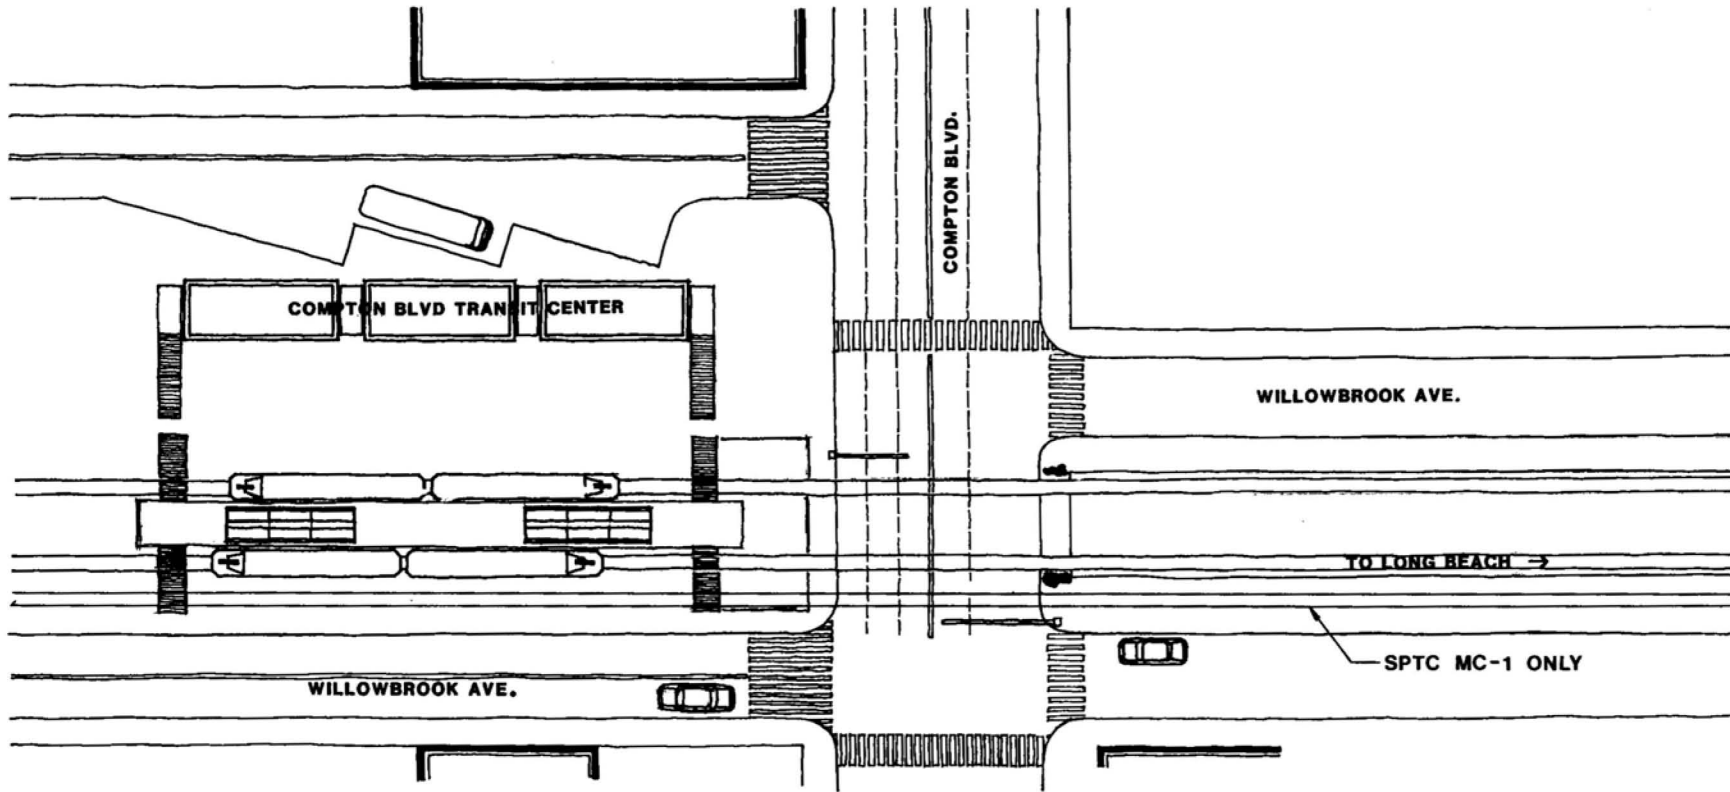 COMPTON BLVD.
COMPTON BLVD TRANSIT CENTER
WILLOWBROOK AVE.
TO LONG BEACH →
SPTC MC-1 ONLY
WILLOWBROOK AVE.